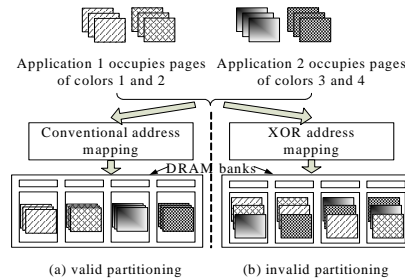 Application 1 occupies pages
of colors 1 and 2
Application 2 occupies pages
of colors 3 and 4
Conventional address
mapping
XOR address
mapping
DRAM banks
(a) valid partitioning
(b) invalid partitioning